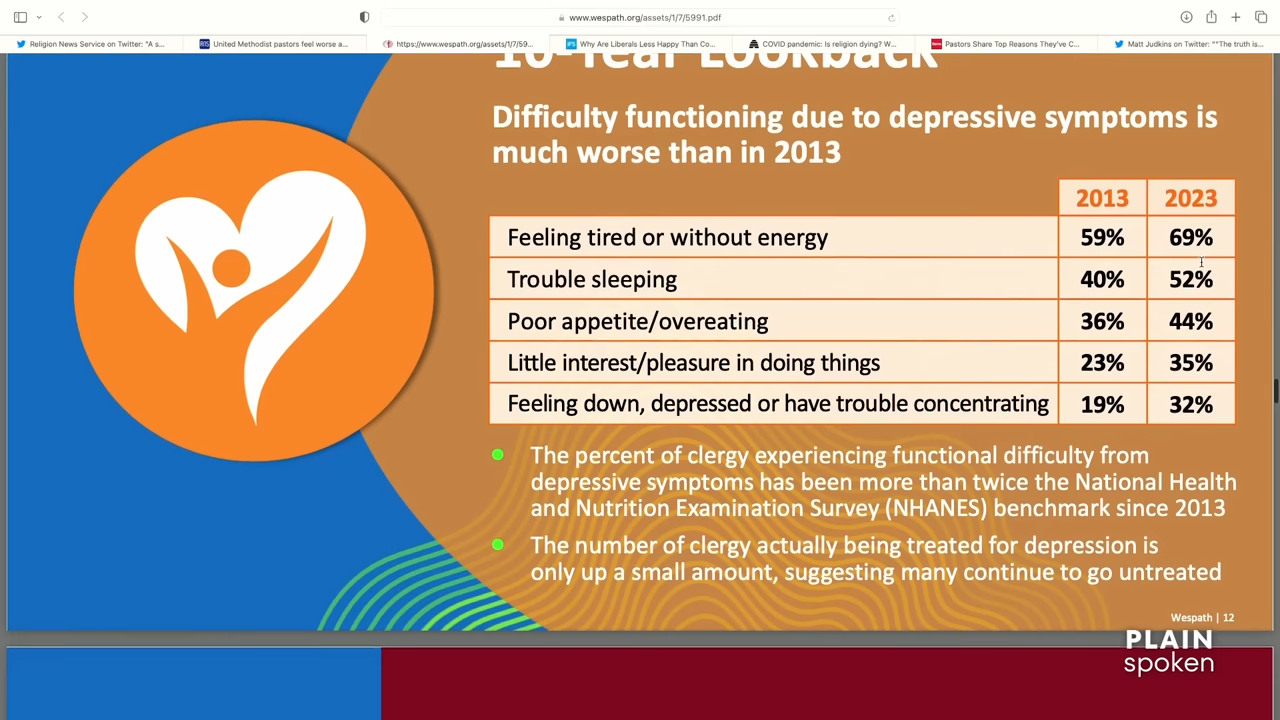 www.wespath.org/assets/1/7/5991.pdf
Religion News Service on Twitter: "A s...
United Methodist pastors feel worse a...
https://www.wespath.org/assets/1/7/59...
Why Are Liberals Less Happy Than Co...
COVID pandemic: Is religion dying? W...
Pastors Share Top Reasons They've C...
Matt Judkins on Twitter: ""The truth is...
10-Year Lookback
Difficulty functioning due to depressive symptoms is
much worse than in 2013
2013 2023
Feeling tired or without energy 59% 69%
Trouble sleeping 40% 52%
Poor appetite/overeating 36% 44%
Little interest/pleasure in doing things 23% 35%
Feeling down, depressed or have trouble concentrating 19% 32%
The percent of clergy experiencing functional difficulty from
depressive symptoms has been more than twice the National Health
and Nutrition Examination Survey (NHANES) benchmark since 2013
The number of clergy actually being treated for depression is
only up a small amount, suggesting many continue to go untreated
Wespath | 12
PLAIN
spoken